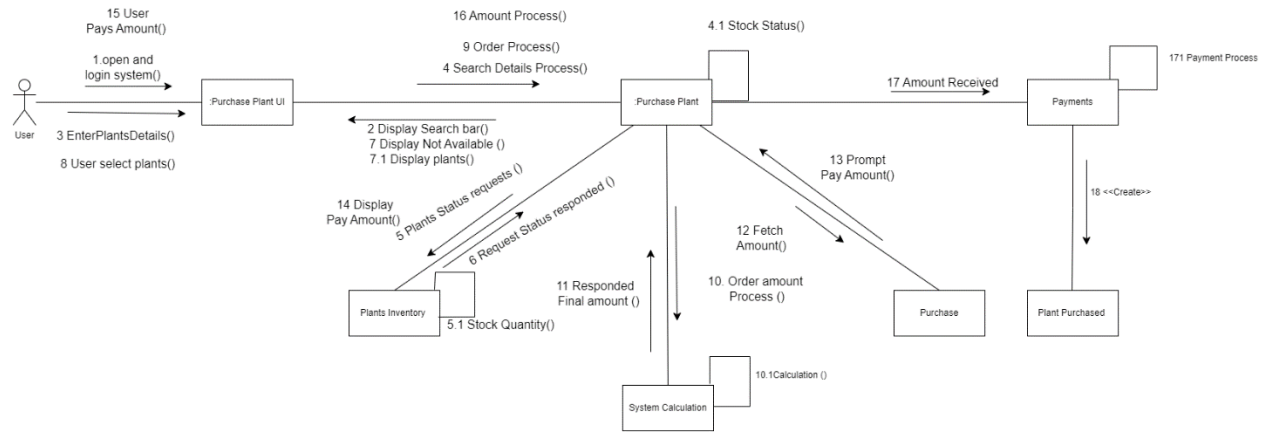 15 User
Pays Amount()
16 Amount Process()
4.1 Stock Status()
9 Order Process()
4 Search Details Process()
1.open and
login system()
171 Payment Process
17 Amount Received
:Purchase Plant UI
:Purchase Plant
Payments
User
3 EnterPlantsDetails()
2 Display Search bar()
7 Display Not Available ()
7.1 Display plants()
8 User select plants()
13 Prompt
Pay Amount()
14 Display
Pay Amount()
5 Plants Status requests ()
6 Request Status responded ()
18 <<Create>>
12 Fetch
Amount()
11 Responded
Final amount ()
10. Order amount
Process ()
Plants Inventory
5.1 Stock Quantity()
Purchase
Plant Purchased
10.1Calculation ()
System Calculation